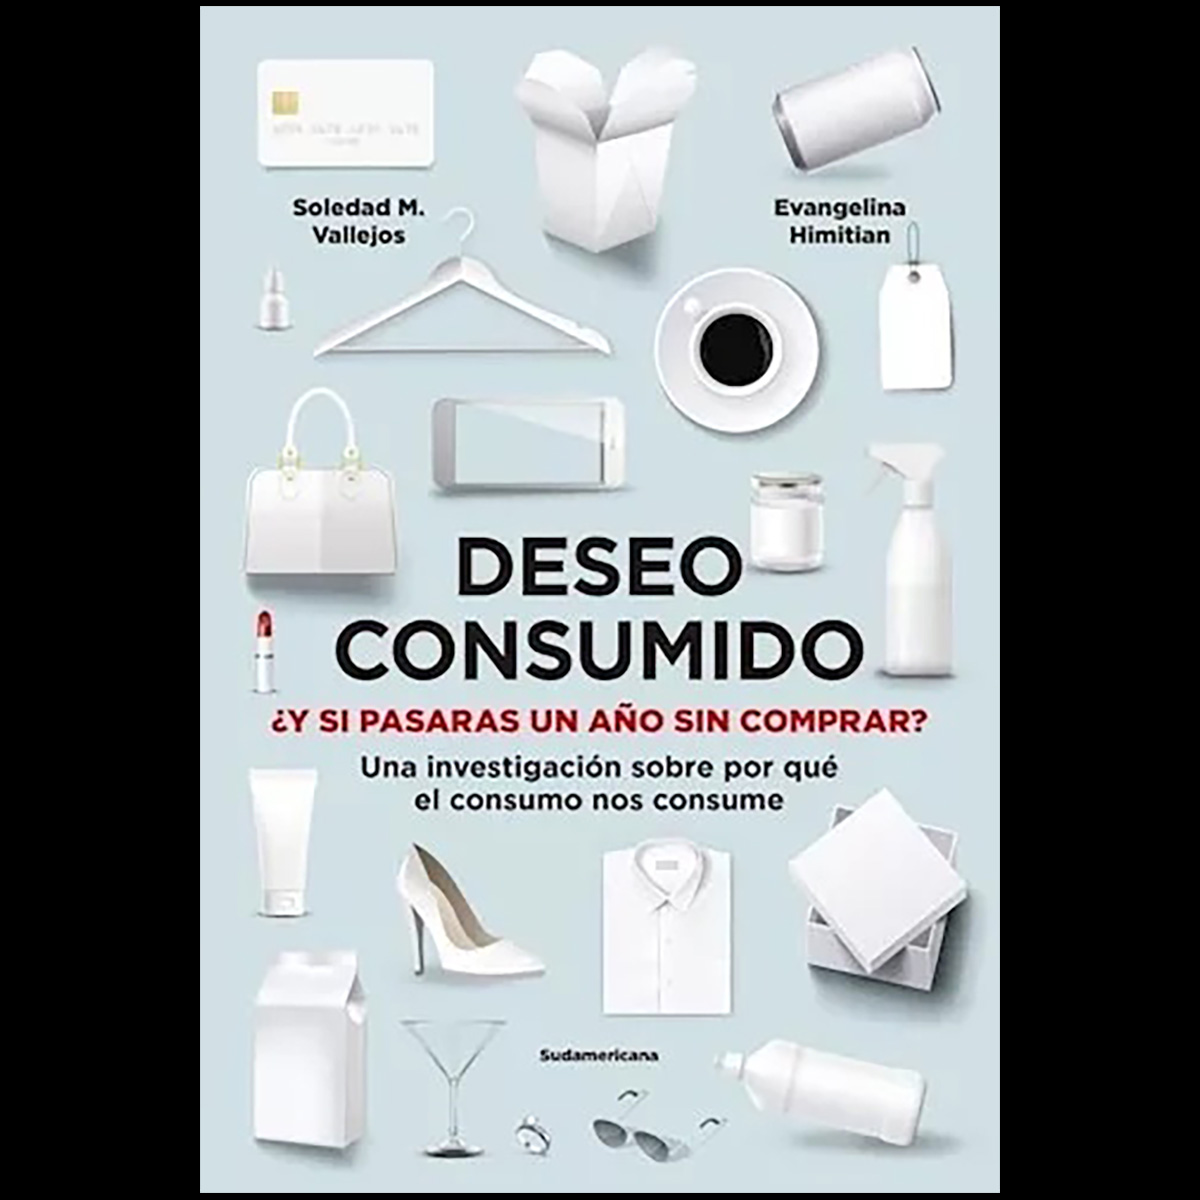 Soledad M.
Vallejos
Evangelina
Himitian
DESEO
CONSUMIDO
¿Y SI PASARAS UN AÑO SIN COMPRAR?
Una investigación sobre por qué
el consumo nos consume
Sudamericana